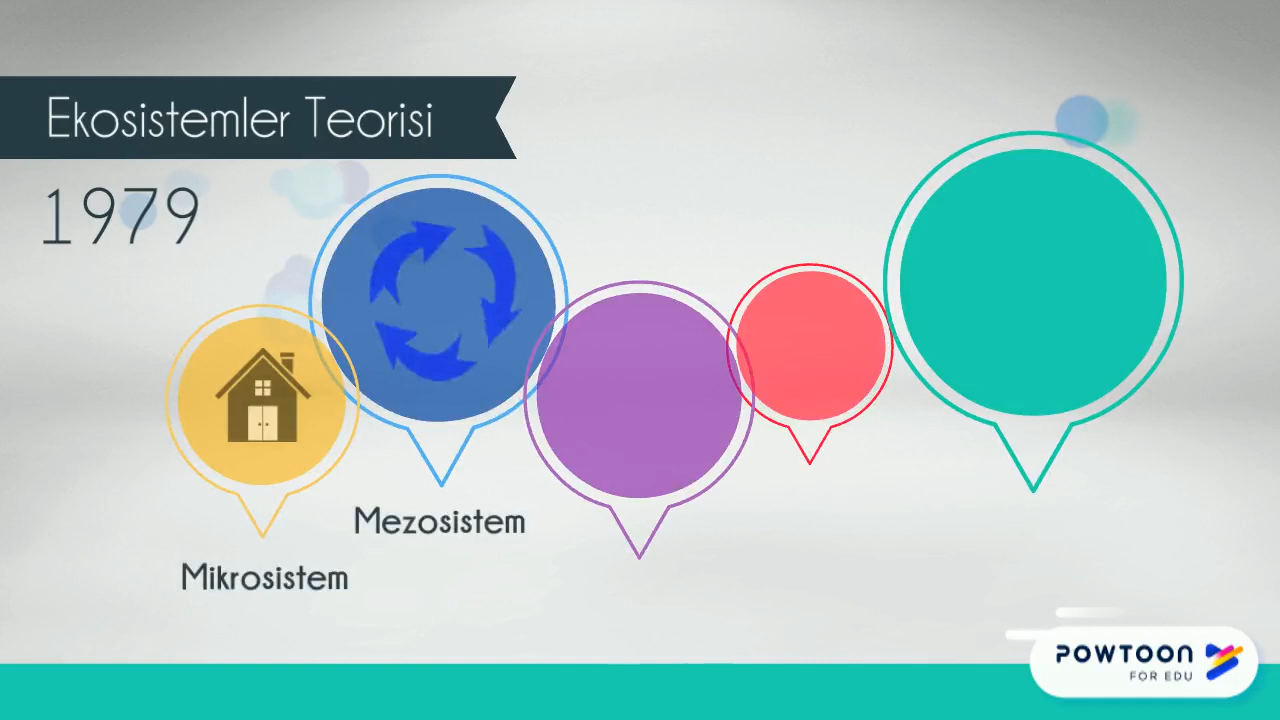 Ekosistemler Teorisi
1979
Mezosistem
Mikrosistem
POWTOON
FOR EDU